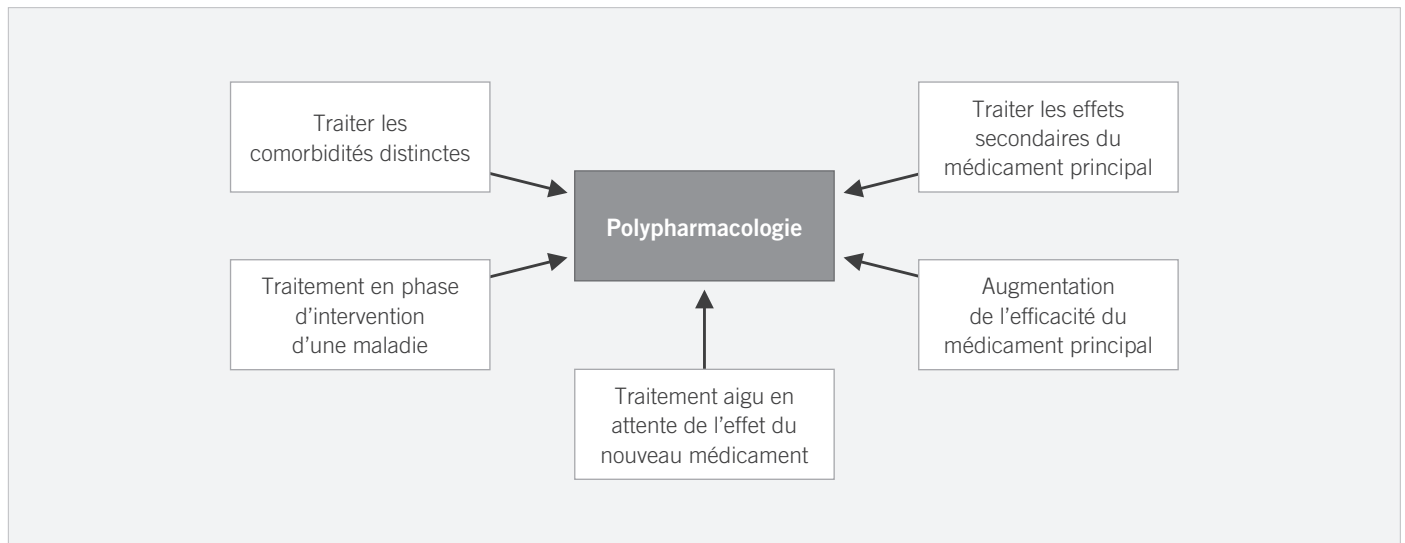 Traiter les
comorbidités distinctes
Traiter les effets
secondaires du
médicament principal
Polypharmacologie
Traitement en phase
d’intervention
d’une maladie
Augmentation
de l’efficacité du
médicament principal
Traitement aigu en
attente de l’effet du
nouveau médicament